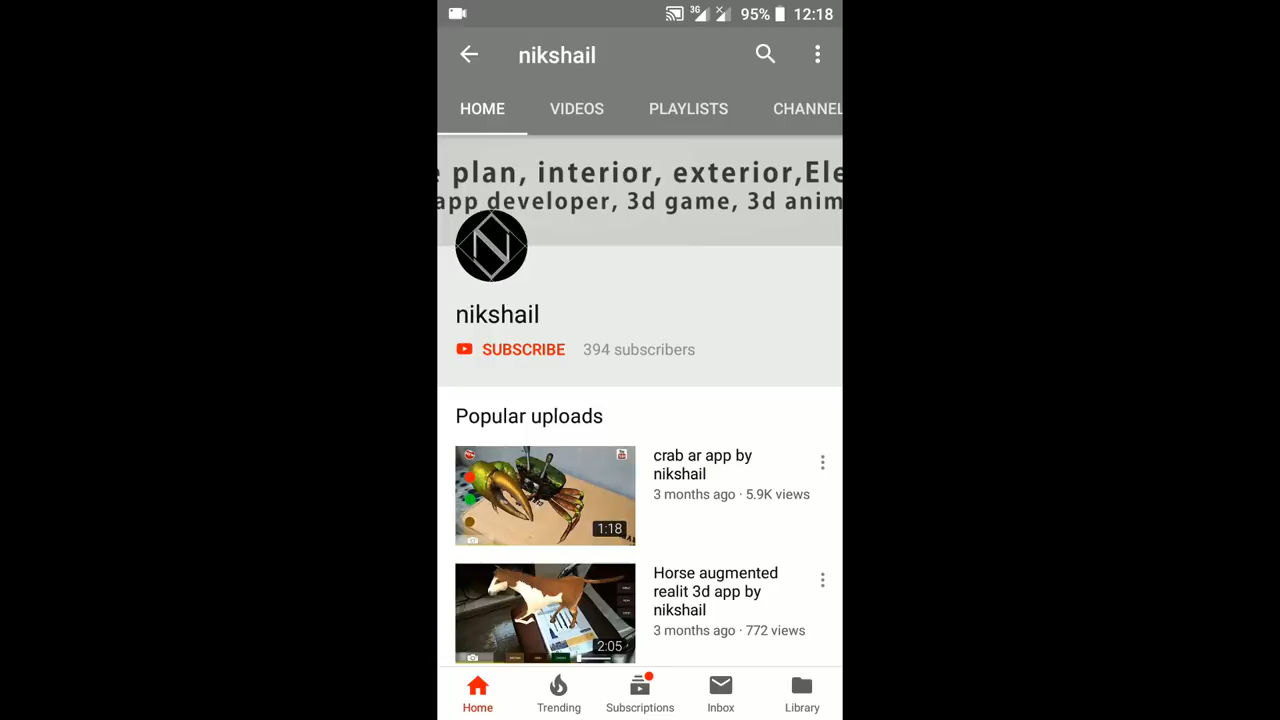 3G 95% 12:18
nikshail
HOME VIDEOS PLAYLISTS CHANNEL
plan, interior, exterior,Ele
app developer, 3d game, 3d anim
N
nikshail
SUBSCRIBE 394 subscribers
Popular uploads
1:18
crab ar app by
nikshail
3 months ago · 5.9K views
2:05
Horse augmented
realit 3d app by
nikshail
3 months ago · 772 views
Home Trending Subscriptions Inbox Library